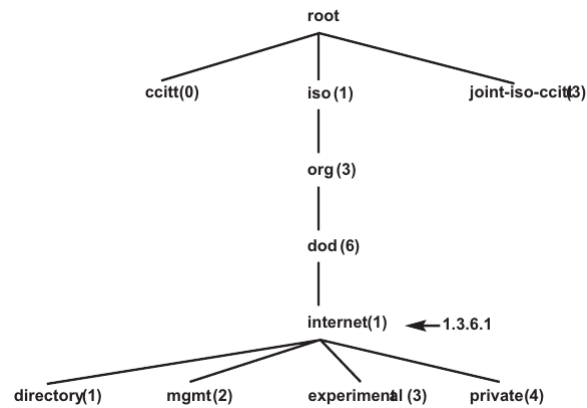 root
ccitt(0) iso (1) joint-iso-ccitt(3)
org (3)
dod (6)
internet(1) 1.3.6.1
directory(1) mgmt(2) experimental (3) private(4)